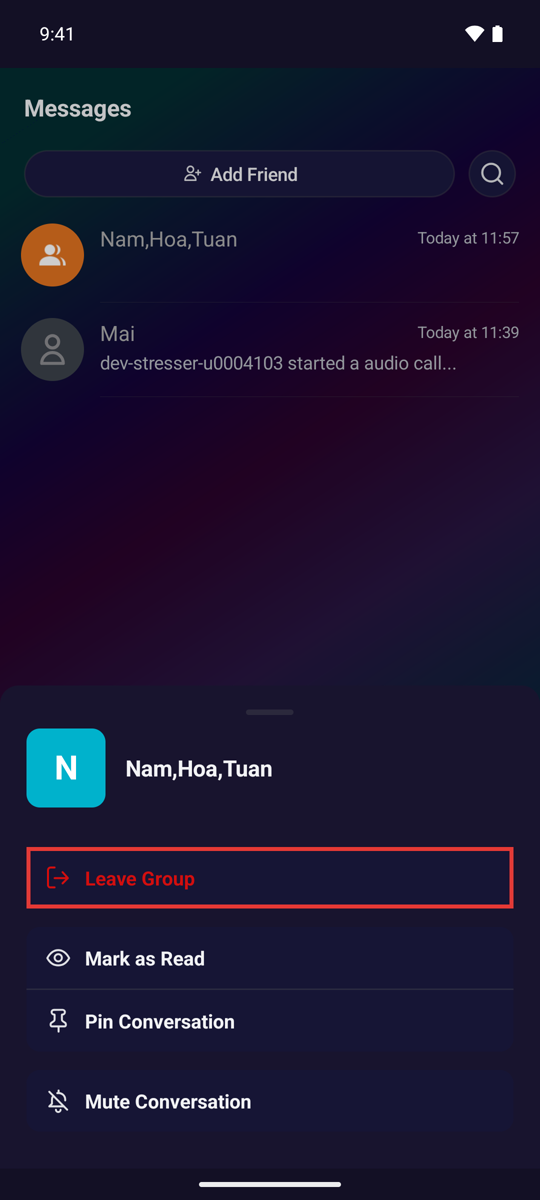 9:41
Messages
Add Friend
Nam,Hoa,Tuan
Today at 11:57
Mai
Today at 11:39
dev-stresser-u0004103 started a audio call...
N
Nam,Hoa,Tuan
Leave Group
Mark as Read
Pin Conversation
Mute Conversation